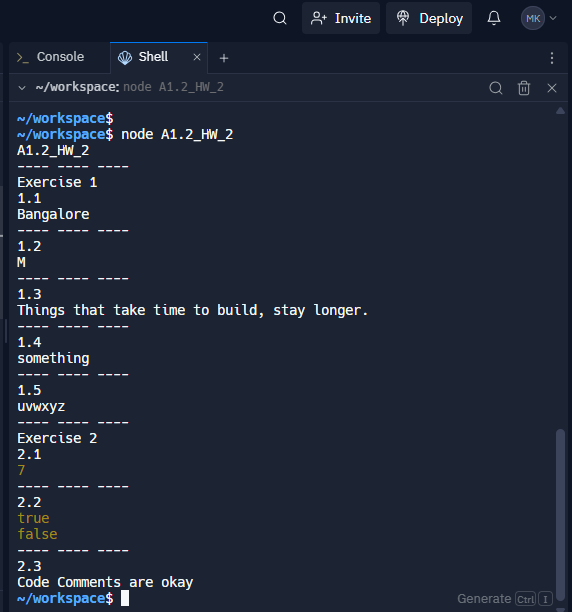 Invite
Deploy
MK
>_ Console
Shell
~/workspace: node A1.2_HW_2
~/workspace$
~/workspace$ node A1.2_HW_2
A1.2_HW_2
---- ---- ----
Exercise 1
1.1
Bangalore
---- ---- ----
1.2
M
---- ---- ----
1.3
Things that take time to build, stay longer.
---- ---- ----
1.4
something
---- ---- ----
1.5
uvwxyz
---- ---- ----
Exercise 2
2.1
7
---- ---- ----
2.2
true
false
---- ---- ----
2.3
Code Comments are okay
~/workspace$
Generate Ctrl I